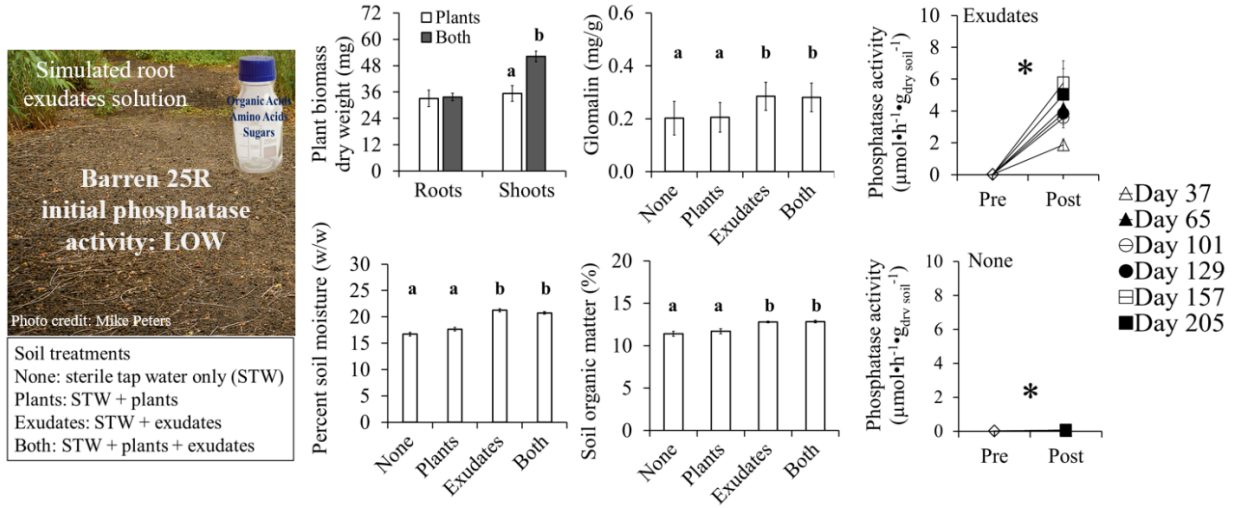 Simulated root
exudates solution
Organic Acids
Amino Acids
Sugars
Barren 25R
initial phosphatase
activity: LOW
Photo credit: Mike Peters
Soil treatments
None: sterile tap water only (STW)
Plants: STW + plants
Exudates: STW + exudates
Both: STW + plants + exudates
Plant biomass
dry weight (mg)
72
60
48
36
24
12
0
Plants
Both
a
b
Roots
Shoots
Glomalin (mg/g)
0.6
0.4
0.2
0.0
a
a
b
b
None
Plants
Exudates
Both
Phosphatase activity
(µmol•h⁻¹•g dry soil⁻¹)
10
8
6
4
2
0
Exudates
*
Pre
Post
Percent soil moisture (w/w)
30
25
20
15
10
5
0
a
a
b
b
None
Plants
Exudates
Both
Soil organic matter (%)
20
15
10
5
0
a
a
b
b
None
Plants
Exudates
Both
Phosphatase activity
(µmol•h⁻¹•g dry soil⁻¹)
10
8
6
4
2
0
None
*
Pre
Post
Day 37
Day 65
Day 101
Day 129
Day 157
Day 205